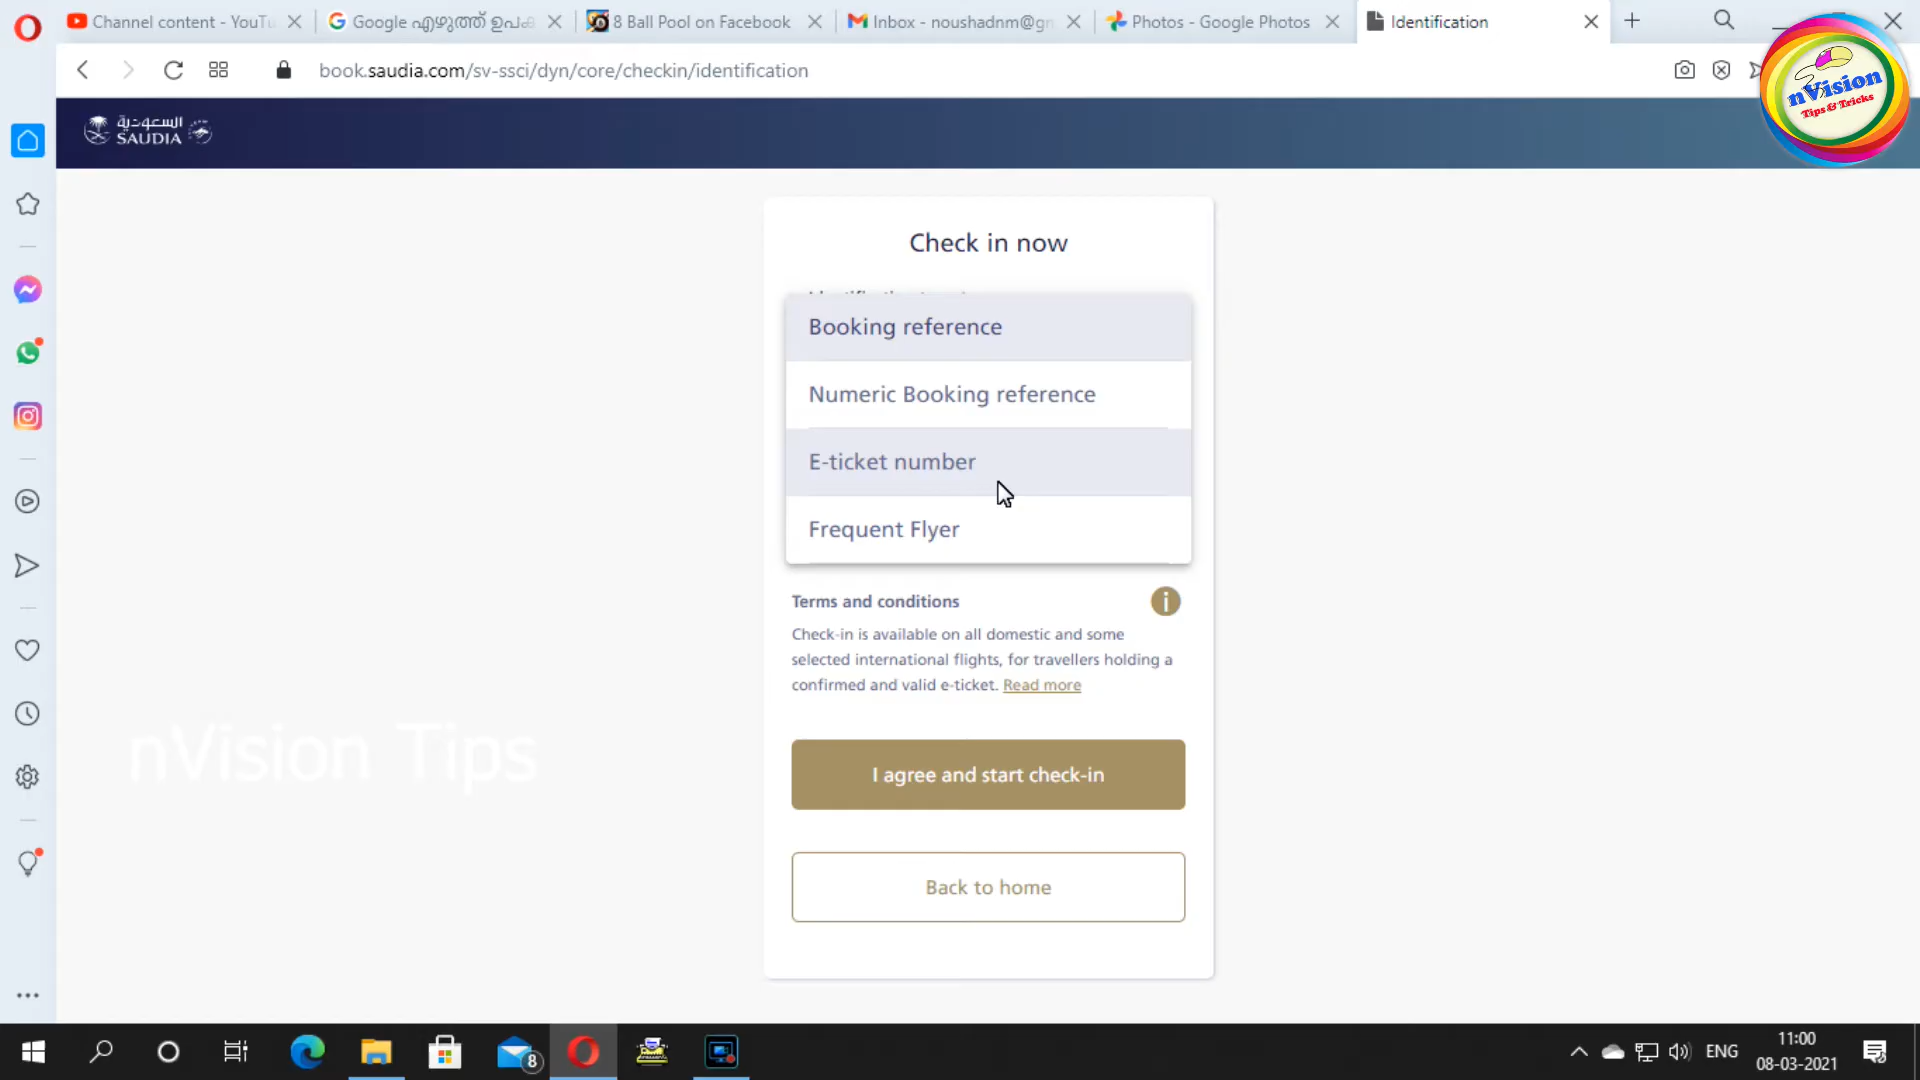 Channel content - YouTu
Google എഴുത്ത് ഉപക
8 Ball Pool on Facebook
Inbox - noushadnm@gm
Photos - Google Photos
Identification
book.saudia.com/sv-ssci/dyn/core/checkin/identification
nVision
Tips & Tricks
السعودية
SAUDIA
Check in now
Booking reference
Numeric Booking reference
E-ticket number
Frequent Flyer
Terms and conditions
i
Check-in is available on all domestic and some
selected international flights, for travellers holding a
confirmed and valid e-ticket. Read more
nVision Tips
I agree and start check-in
Back to home
8
ENG
11:00
08-03-2021